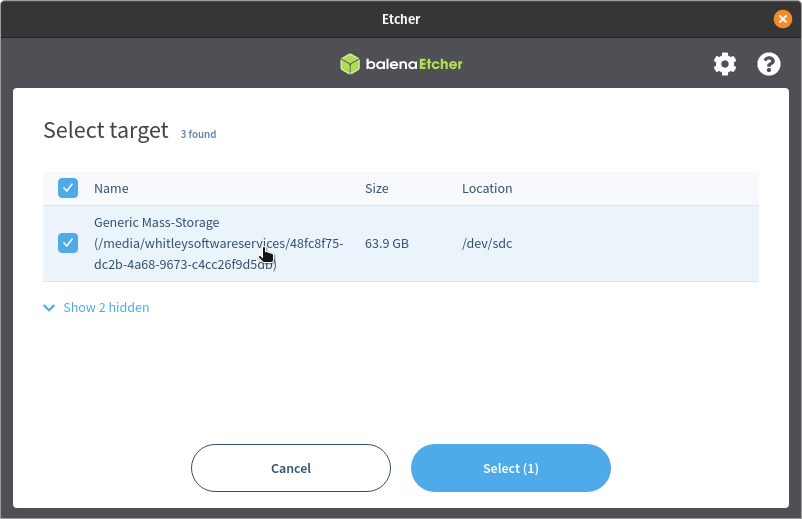 Etcher
balenaEtcher
Select target 3 found
Name Size Location
Generic Mass-Storage
(/media/whitleysoftwareservices/48fc8f75-
dc2b-4a68-9673-c4cc26f9d5db) 63.9 GB /dev/sdc
Show 2 hidden
Cancel Select (1)